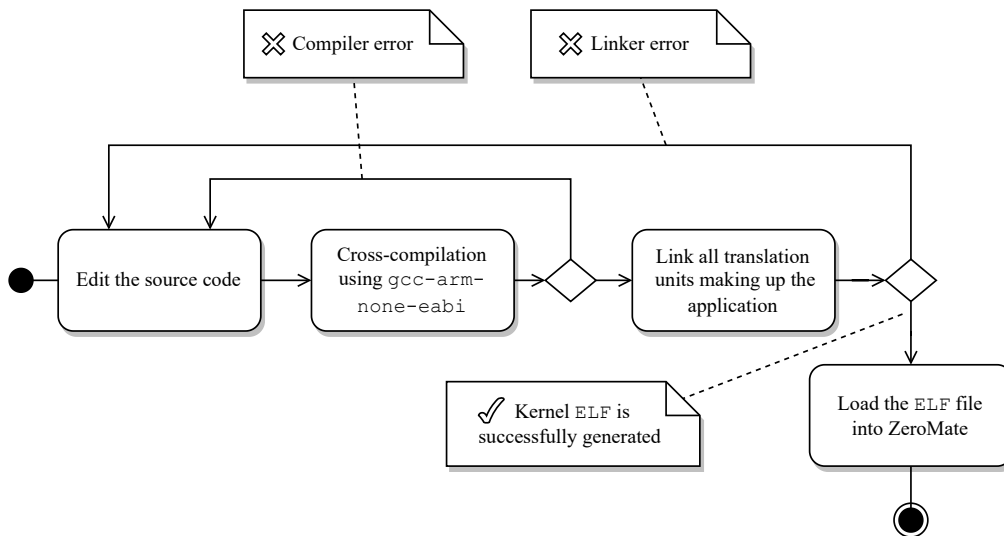 Compiler error
Linker error
Edit the source code
Cross-compilation
using gcc-arm-
none-eabi
Link all translation
units making up the
application
Kernel ELF is
successfully generated
Load the ELF file
into ZeroMate